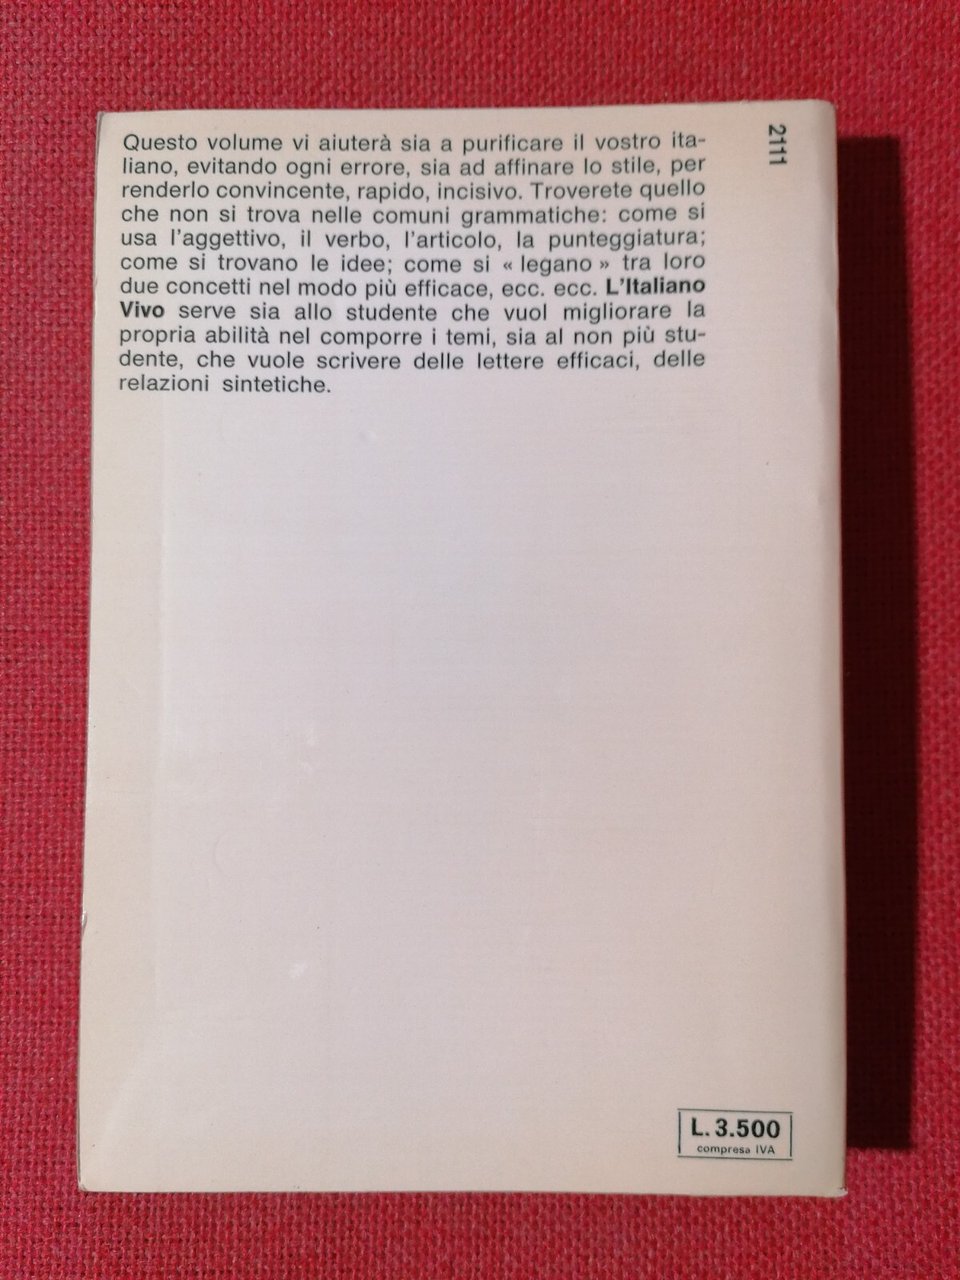 Questo volume vi aiuterà sia a purificare il vostro ita-
liano, evitando ogni errore, sia ad affinare lo stile, per
renderlo convincente, rapido, incisivo. Troverete quello
che non si trova nelle comuni grammatiche: come si
usa l'aggettivo, il verbo, l'articolo, la punteggiatura;
come si trovano le idee; come si « legano » tra loro
due concetti nel modo più efficace, ecc. ecc. L'Italiano
Vivo serve sia allo studente che vuol migliorare la
propria abilità nel comporre i temi, sia al non più stu-
dente, che vuole scrivere delle lettere efficaci, delle
relazioni sintetiche.
2111
L. 3.500
compresa IVA